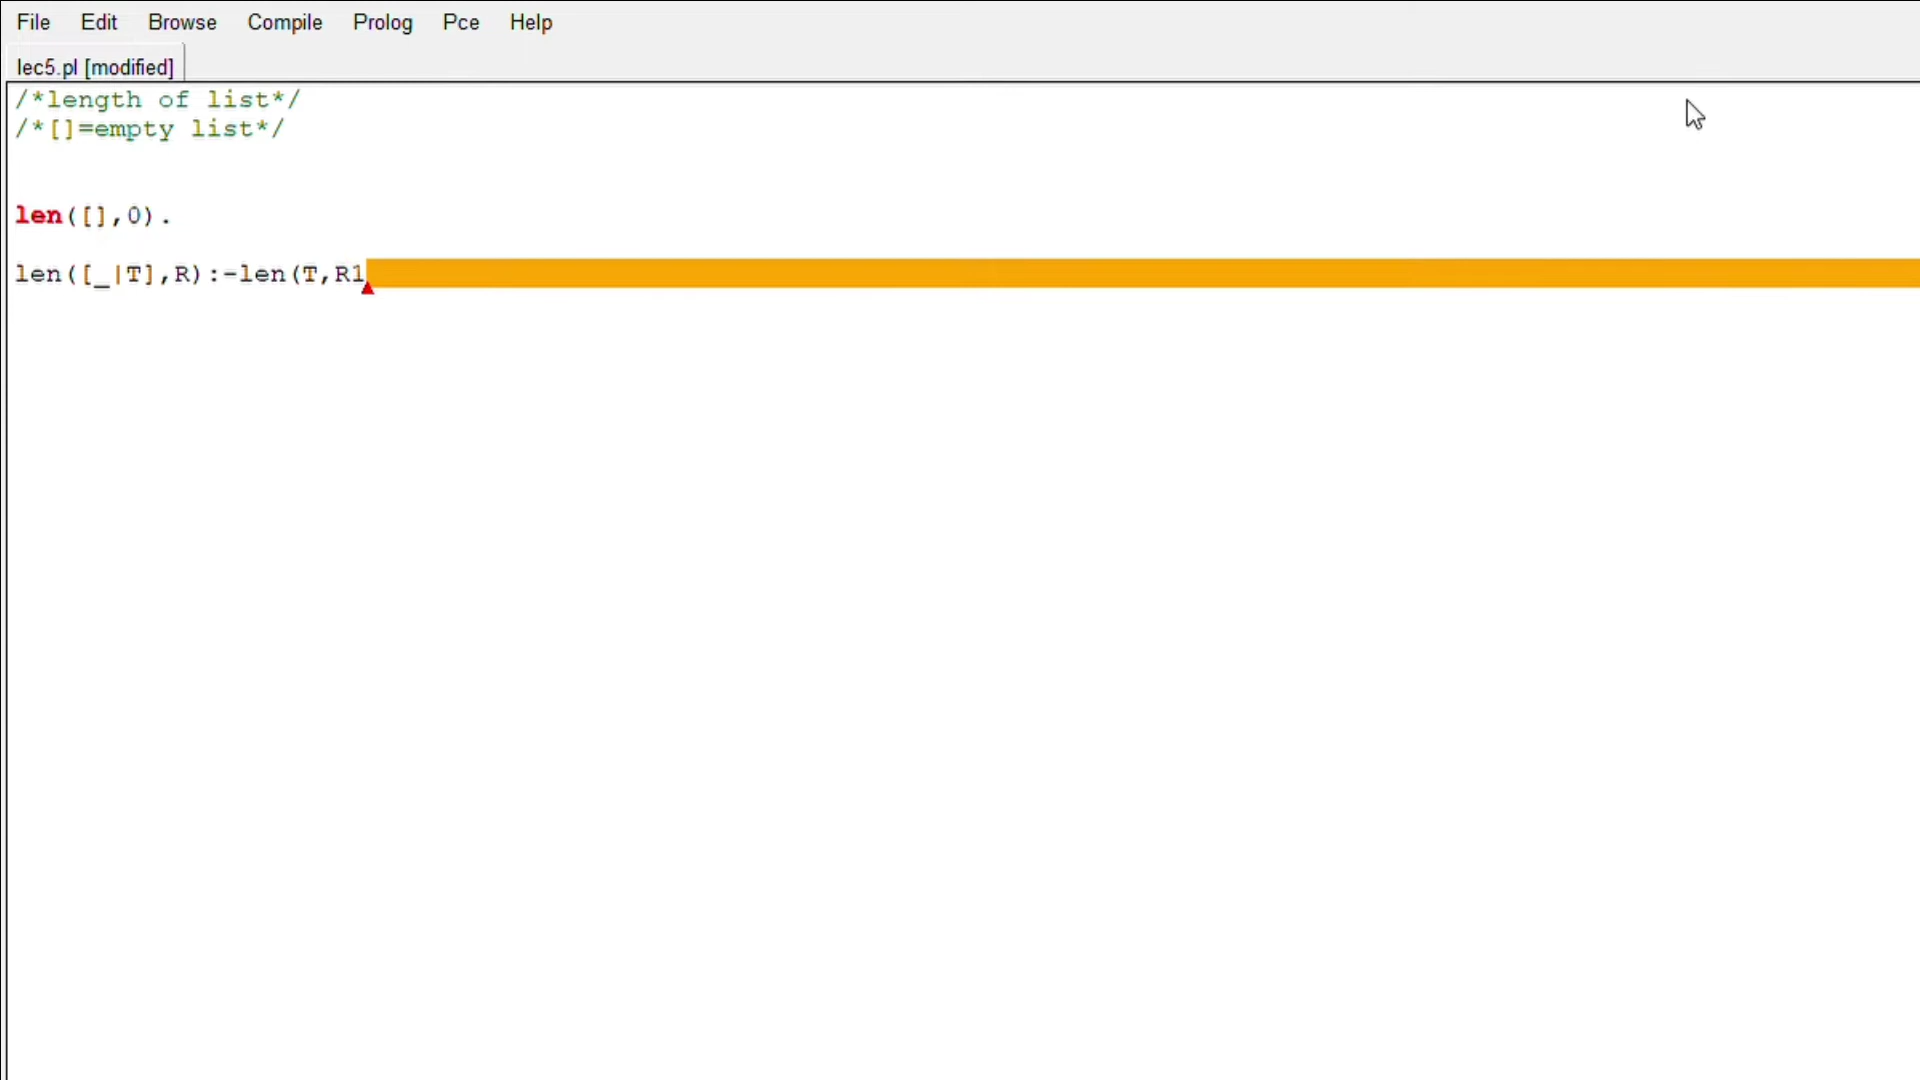 File Edit Browse Compile Prolog Pce Help
lec5.pl [modified]
/*length of list*/
/*[]=empty list*/
len([],0).
len([_|T],R):-len(T,R1